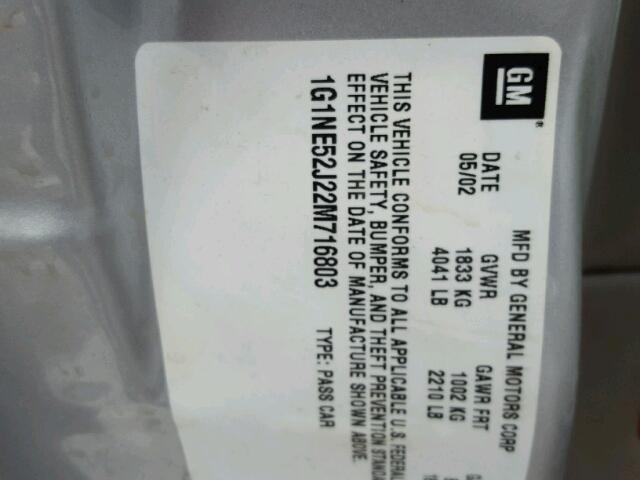 GM®
MFD BY GENERAL MOTORS CORP
DATE GVWR GAWR FRT
05/02 1833 KG 1002 KG
4041 LB 2210 LB
THIS VEHICLE CONFORMS TO ALL APPLICABLE U.S. FEDERAL
VEHICLE SAFETY, BUMPER, AND THEFT PREVENTION
EFFECT ON THE DATE OF MANUFACTURE SHOWN ABOVE.
1G1NE52J22M716803 TYPE: PASS CAR